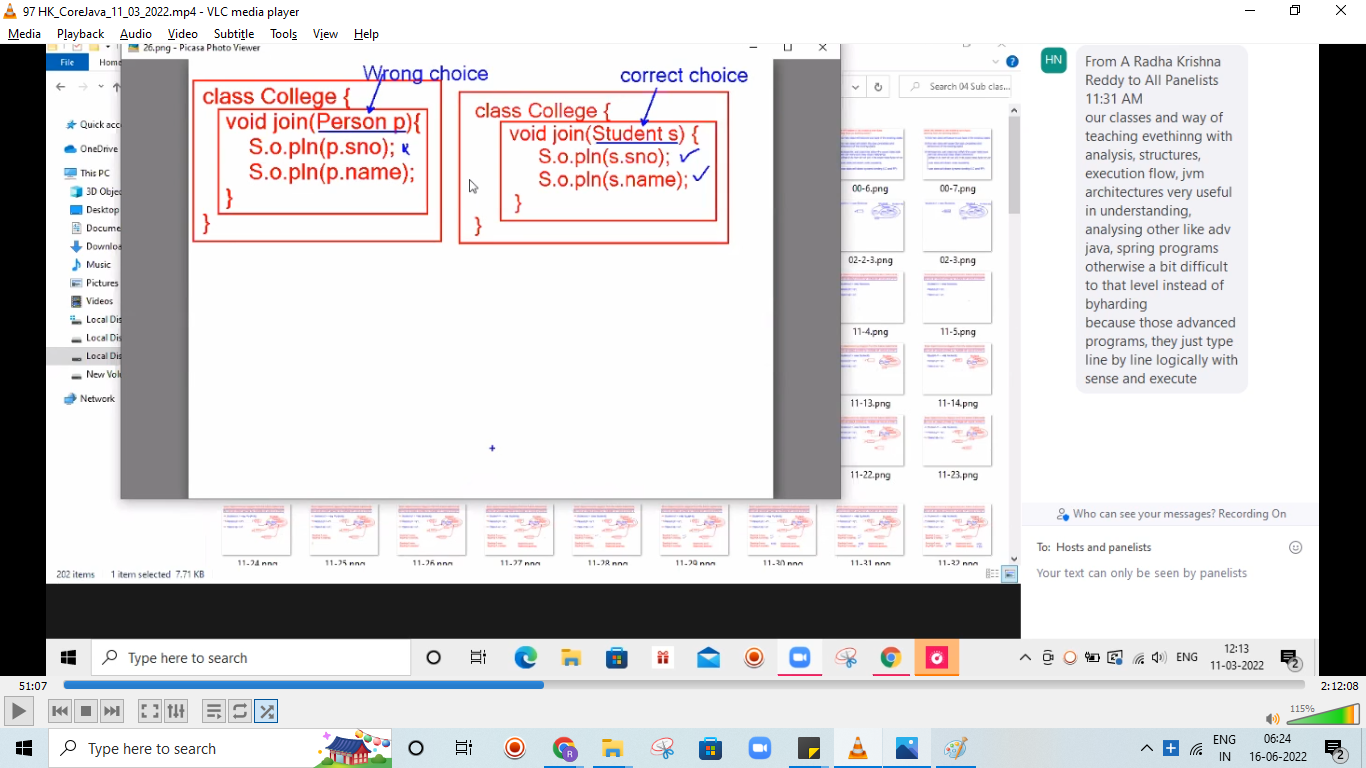 97 HK_CoreJava_11_03_2022.mp4 - VLC media player
Media Playback Audio Video Subtitle Tools View Help
26.png - Picasa Photo Viewer
File
Wrong choice
class College {
void join(Person p){
S.o.pln(p.sno);
S.o.pln(p.name);
}
}
correct choice
class College {
void join(Student s) {
S.o.pln(s.sno);
S.o.pln(s.name);
}
}
Search 04 Sub clas...
Quick acc
OneDrive
This PC
3D Objec
Desktop
Docume
Downloa
Music
Pictures
Videos
Local Dis
Local Dis
Local Dis
New Volu
Network
00-6.png 00-7.png
02-2-3.png 02-3.png
11-4.png 11-5.png
11-13.png 11-14.png
11-22.png 11-23.png
11-24.png 11-25.png 11-26.png 11-27.png 11-28.png 11-29.png 11-30.png 11-31.png 11-32.png
202 items 1 item selected 7.71 KB
HN
From A Radha Krishna
Reddy to All Panelists
11:31 AM
our classes and way of
teaching evethinng with
analysis, structures,
execution flow, jvm
architectures very useful
in understanding,
analysing other like adv
java, spring programs
otherwise a bit difficult
to that level instead of
byharding
because those advanced
programs, they just type
line by line logically with
sense and execute
Who can see your messages? Recording On
To: Hosts and panelists
Your text can only be seen by panelists
Type here to search
ENG
12:13
11-03-2022
2
51:07
2:12:08
115%
Type here to search
R
ENG
IN
06:24
16-06-2022
2